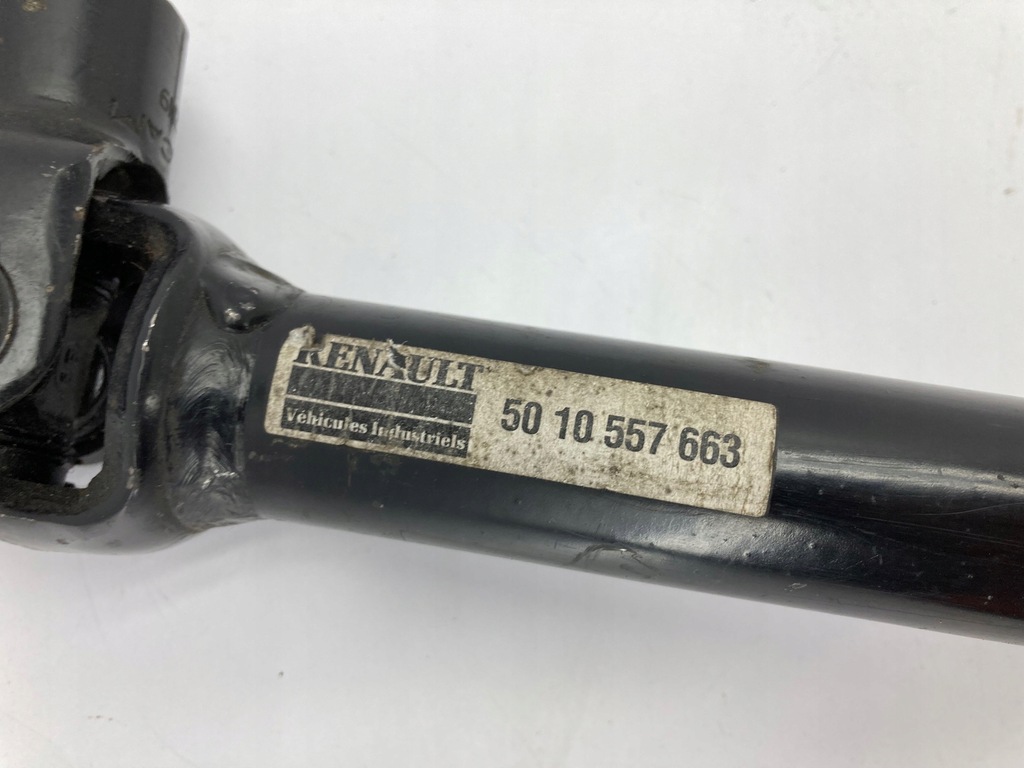 RENAULT
Véhicules Industriels
50 10 557 663